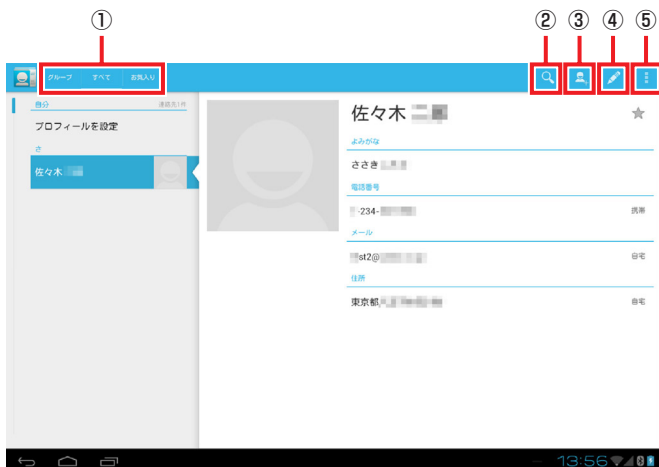 ① ② ③ ④ ⑤
グループ すべて お気入り
自分 連絡先1件
プロフィールを設定
さ
佐々木
佐々木
よみがな
ささき
電話番号
-234- 携帯
メール
st2@ 自宅
住所
東京都, 自宅
13:56